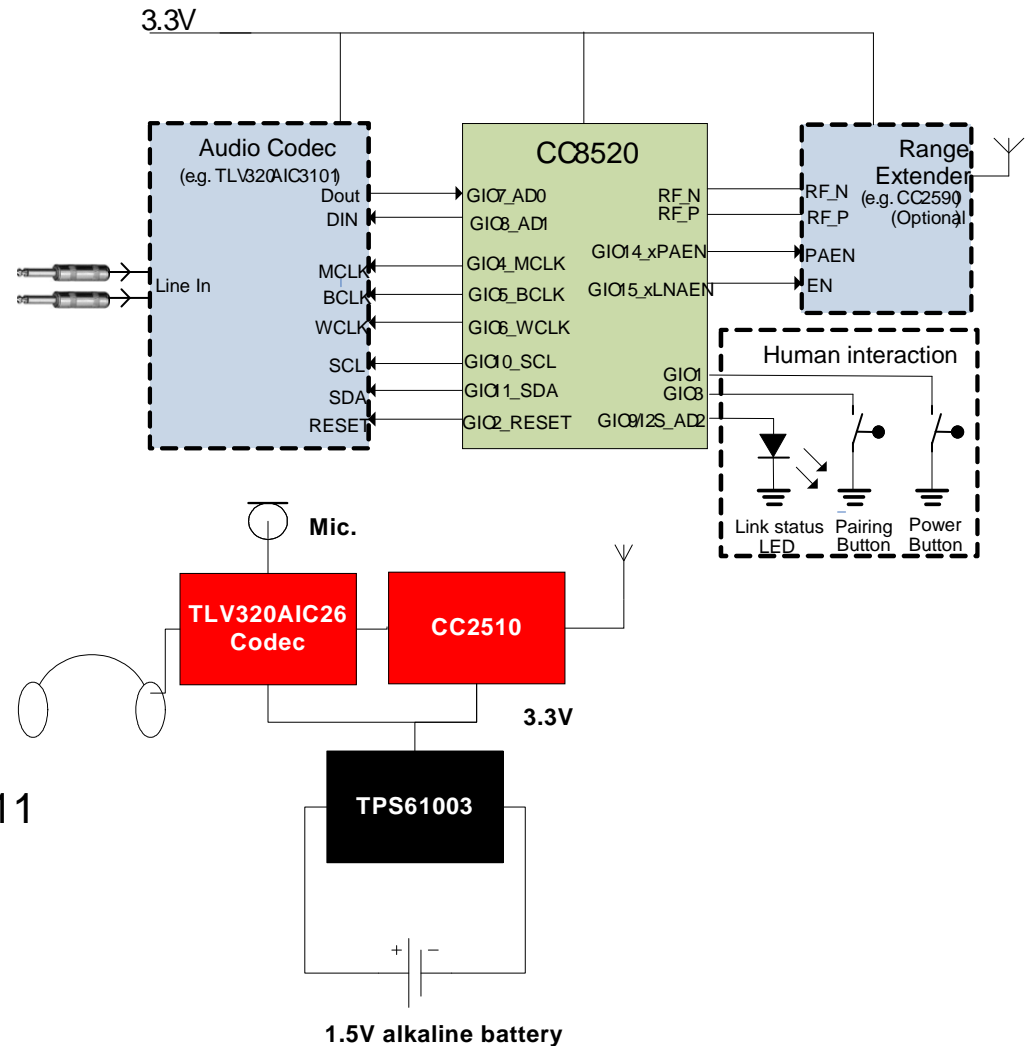 3.3V
Audio Codec
(e.g. TLV320AIC3101)
Dout
DIN
MCLK
BCLK
WCLK
SCL
SDA
RESET
Line In
CC8520
GIO7_AD0
GIO8_AD1
GIO4_MCLK
GIO5_BCLK
GIO6_WCLK
GIO10_SCL
GIO11_SDA
GIO2_RESET
RF_N
RF_P
GIO14_xPAEN
GIO15_xLNAEN
GIO1
GIO3
GIO9/I2S_AD2
Range
Extender
(e.g. CC2590)
(Optional
RF_N
RF_P
PAEN
EN
Human interaction
Link status
LED
Pairing
Button
Power
Button
Mic.
TLV320AIC26
Codec
CC2510
3.3V
11
TPS61003
+ −
1.5V alkaline battery